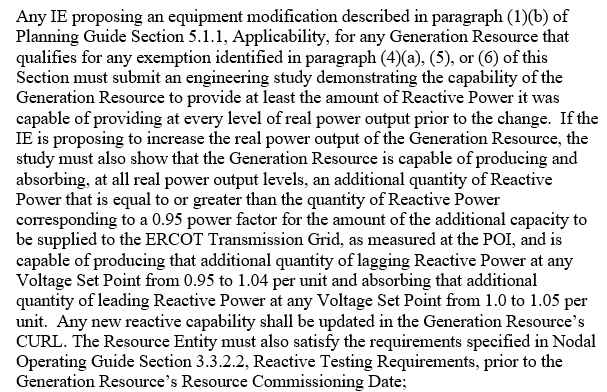 Any IE proposing an equipment modification described in paragraph (1)(b) of
Planning Guide Section 5.1.1, Applicability, for any Generation Resource that
qualifies for any exemption identified in paragraph (4)(a), (5), or (6) of this
Section must submit an engineering study demonstrating the capability of the
Generation Resource to provide at least the amount of Reactive Power it was
capable of providing at every level of real power output prior to the change.  If the
IE is proposing to increase the real power output of the Generation Resource, the
study must also show that the Generation Resource is capable of producing and
absorbing, at all real power output levels, an additional quantity of Reactive
Power that is equal to or greater than the quantity of Reactive Power
corresponding to a 0.95 power factor for the amount of the additional capacity to
be supplied to the ERCOT Transmission Grid, as measured at the POI, and is
capable of producing that additional quantity of lagging Reactive Power at any
Voltage Set Point from 0.95 to 1.04 per unit and absorbing that additional
quantity of leading Reactive Power at any Voltage Set Point from 1.0 to 1.05 per
unit.  Any new reactive capability shall be updated in the Generation Resource's
CURL. The Resource Entity must also satisfy the requirements specified in Nodal
Operating Guide Section 3.3.2.2, Reactive Testing Requirements, prior to the
Generation Resource's Resource Commissioning Date;